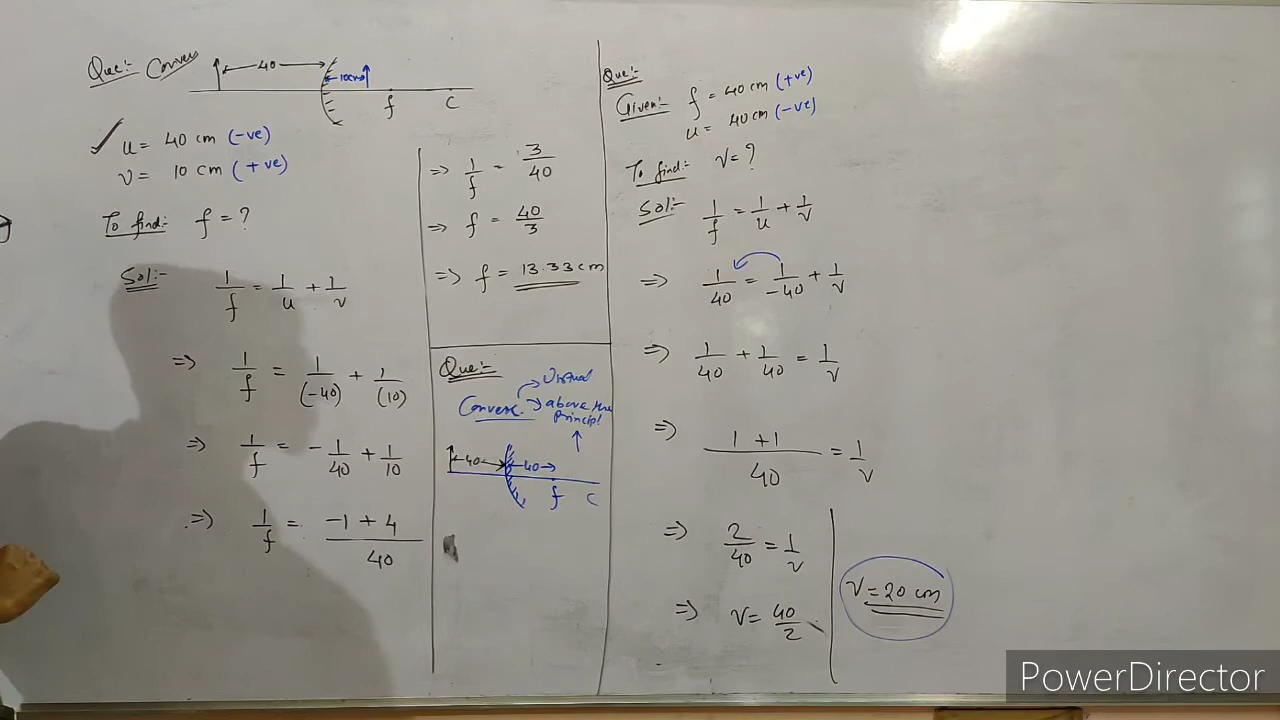 Que:- Convex
40
10cm
f C
u = 40 cm (-ve)
v = 10 cm (+ve)
To find:- f = ?
Sol:-
1/f = 1/u + 1/v
=> 1/f = 1/(-40) + 1/(10)
=> 1/f = -1/40 + 1/10
=> 1/f = -1 + 4/40
=> 1/f = 3/40
=> f = 40/3
=> f = 13.33 cm
Que:-
Convex. Virtual
above the
Principl
40 40
f C
Que:-
Given:- f = 40 cm (+ve)
u = 40 cm (-ve)
To find:- v = ?
Sol:- 1/f = 1/u + 1/v
=> 1/40 = 1/-40 + 1/v
=> 1/40 + 1/40 = 1/v
=> 1 + 1/40 = 1/v
=> 2/40 = 1/v
=> v = 40/2
v = 20 cm
PowerDirector